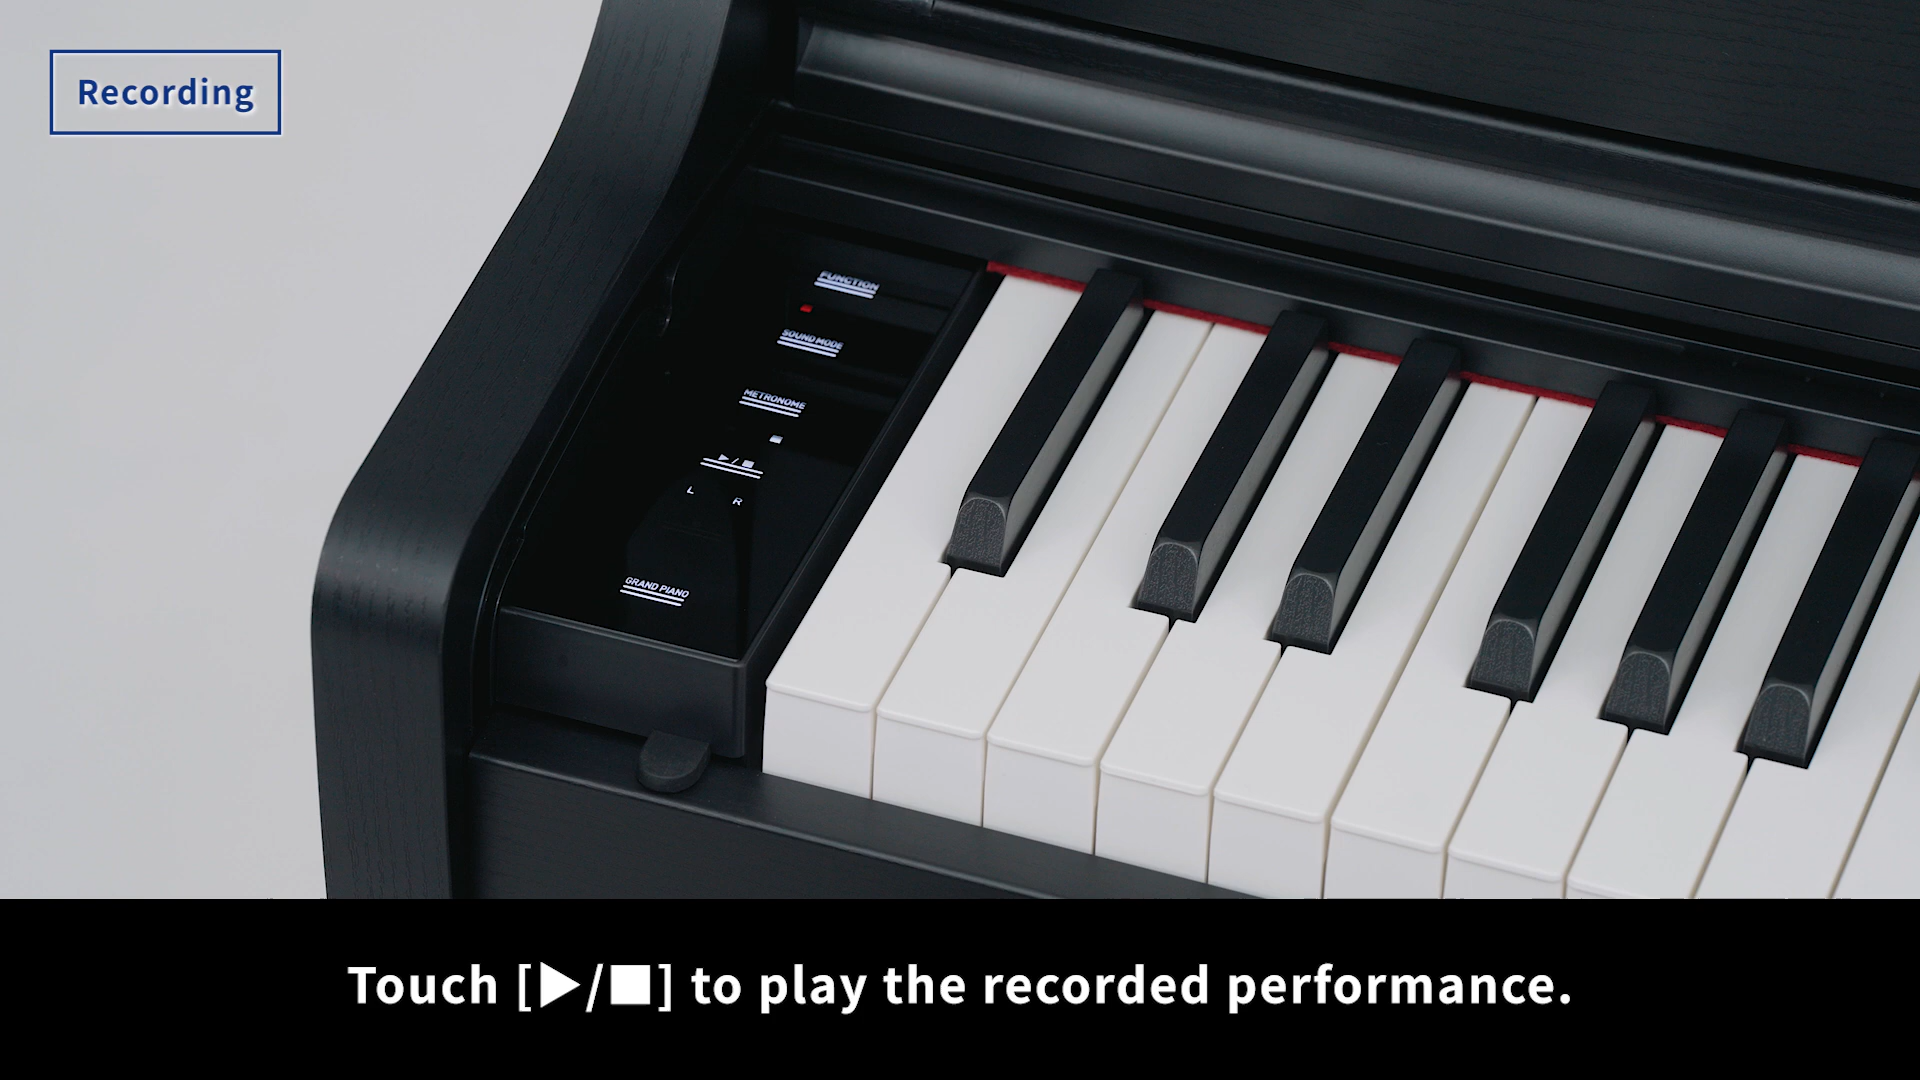 Recording
FUNCTION
SOUND MODE
METRONOME
▶/■
L R
GRAND PIANO
Touch [▶/■] to play the recorded performance.